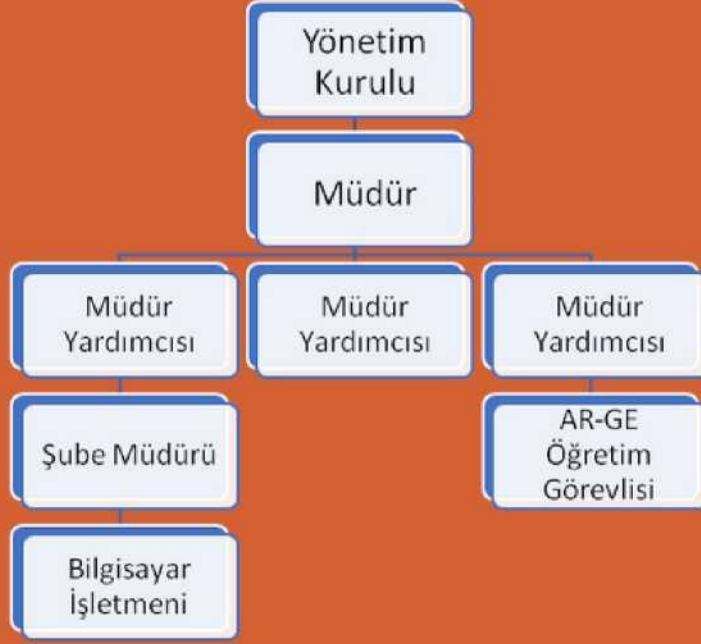 Yönetim
Kurulu
Müdür
Müdür
Yardımcısı
Müdür
Yardımcısı
Müdür
Yardımcısı
Şube Müdürü
AR-GE
Öğretim
Görevlisi
Bilgisayar
İşletmeni